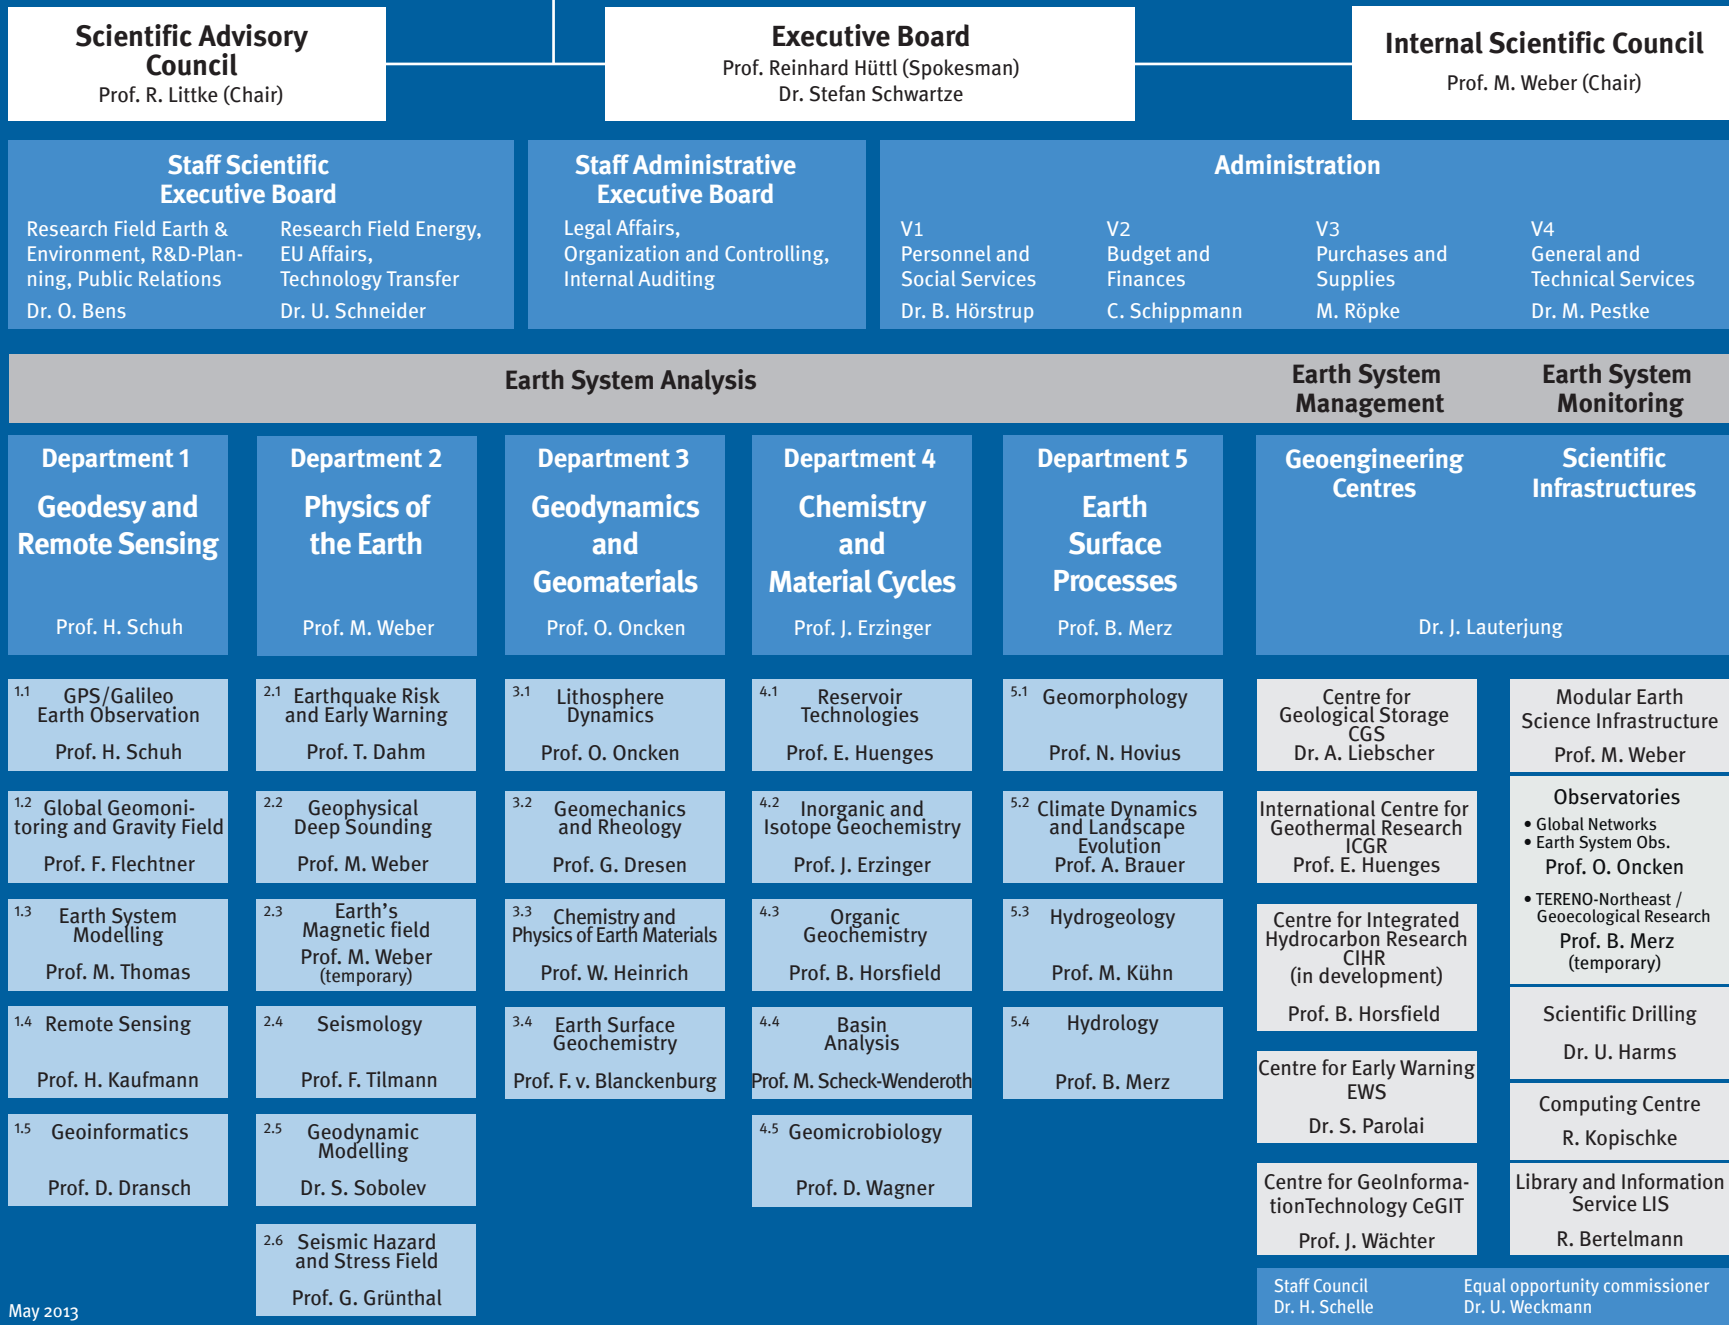 Scientific Advisory
Council
Prof. R. Littke (Chair)
Executive Board
Prof. Reinhard Hüttl (Spokesman)
Dr. Stefan Schwartze
Internal Scientific Council
Prof. M. Weber (Chair)
Staff Scientific
Executive Board
Research Field Earth &
Environment, R&D-Plan-
ning, Public Relations
Dr. O. Bens
Research Field Energy,
EU Affairs,
Technology Transfer
Dr. U. Schneider
Staff Administrative
Executive Board
Legal Affairs,
Organization and Controlling,
Internal Auditing
Administration
V1
Personnel and
Social Services
Dr. B. Hörstrup
V2
Budget and
Finances
C. Schippmann
V3
Purchases and
Supplies
M. Röpke
V4
General and
Technical Services
Dr. M. Pestke
Earth System Analysis
Earth System
Management
Earth System
Monitoring
Department 1
Geodesy and
Remote Sensing
Prof. H. Schuh
Department 2
Physics of
the Earth
Prof. M. Weber
Department 3
Geodynamics
and
Geomaterials
Prof. O. Oncken
Department 4
Chemistry
and
Material Cycles
Prof. J. Erzinger
Department 5
Earth
Surface
Processes
Prof. B. Merz
Geoengineering
Centres
Scientific
Infrastructures
Dr. J. Lauterjung
1.1 GPS/Galileo
Earth Observation
Prof. H. Schuh
1.2 Global Geomoni-
toring and Gravity Field
Prof. F. Flechtner
1.3 Earth System
Modelling
Prof. M. Thomas
1.4 Remote Sensing
Prof. H. Kaufmann
1.5 Geoinformatics
Prof. D. Dransch
2.1 Earthquake Risk
and Early Warning
Prof. T. Dahm
2.2 Geophysical
Deep Sounding
Prof. M. Weber
2.3 Earth's
Magnetic field
Prof. M. Weber
(temporary)
2.4 Seismology
Prof. F. Tilmann
2.5 Geodynamic
Modelling
Dr. S. Sobolev
2.6 Seismic Hazard
and Stress Field
Prof. G. Grünthal
3.1 Lithosphere
Dynamics
Prof. O. Oncken
3.2 Geomechanics
and Rheology
Prof. G. Dresen
3.3 Chemistry and
Physics of Earth Materials
Prof. W. Heinrich
3.4 Earth Surface
Geochemistry
Prof. F. v. Blanckenburg
4.1 Reservoir
Technologies
Prof. E. Huenges
4.2 Inorganic and
Isotope Geochemistry
Prof. J. Erzinger
4.3 Organic
Geochemistry
Prof. B. Horsfield
4.4 Basin
Analysis
Prof. M. Scheck-Wenderoth
4.5 Geomicrobiology
Prof. D. Wagner
5.1 Geomorphology
Prof. N. Hovius
5.2 Climate Dynamics
and Landscape
Evolution
Prof. A. Brauer
5.3 Hydrogeology
Prof. M. Kühn
5.4 Hydrology
Prof. B. Merz
Centre for
Geological Storage
CGS
Dr. A. Liebscher
International Centre for
Geothermal Research
ICGR
Prof. E. Huenges
Centre for Integrated
Hydrocarbon Research
CIHR
(in development)
Prof. B. Horsfield
Centre for Early Warning
EWS
Dr. S. Parolai
Centre for GeoInforma-
tionTechnology CeGIT
Prof. J. Wächter
Modular Earth
Science Infrastructure
Prof. M. Weber
Observatories
• Global Networks
• Earth System Obs.
Prof. O. Oncken
• TERENO-Northeast /
Geoecological Research
Prof. B. Merz
(temporary)
Scientific Drilling
Dr. U. Harms
Computing Centre
R. Kopischke
Library and Information
Service LIS
R. Bertelmann
Staff Council
Dr. H. Schelle
Equal opportunity commissioner
Dr. U. Weckmann
May 2013